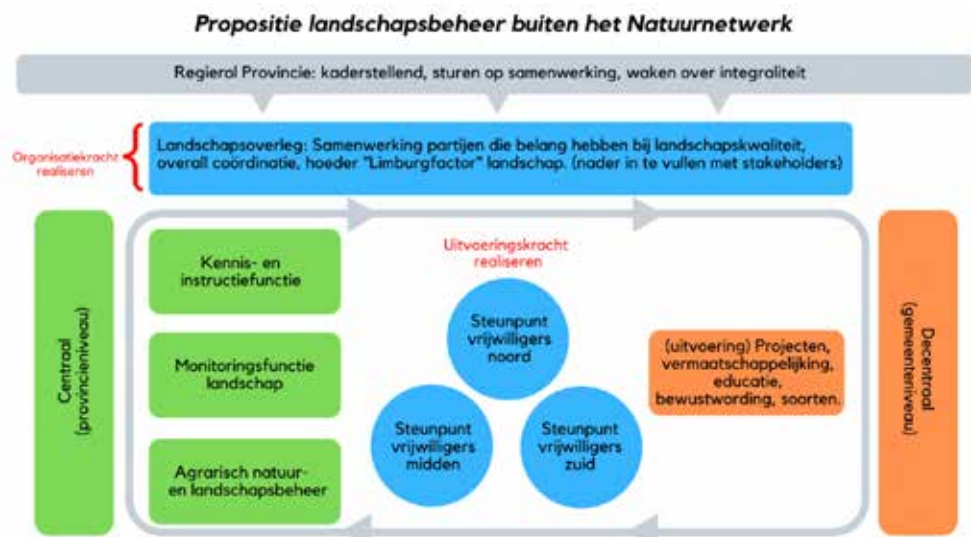 Propositie landschapsbeheer buiten het Natuurnetwerk
Regierol Provincie: kaderstellend, sturen op samenwerking, waken over integraliteit
Organisatiekracht
realiseren
Landschapsoverleg: Samenwerking partijen die belang hebben bij landschapskwaliteit,
overall coördinatie, hoeder "Limburgfactor" landschap. (nader in te vullen met stakeholders)
Centraal
(provincieniveau)
Kennis- en
instructiefunctie
Monitoringsfunctie
landschap
Agrarisch natuur-
en landschapsbeheer
Uitvoeringskracht
realiseren
Steunpunt
vrijwilligers
noord
Steunpunt
vrijwilligers
midden
Steunpunt
vrijwilligers
zuid
(uitvoering) Projecten,
vermaatschappelijking,
educatie,
bewustwording, soorten.
Decentraal
(gemeenteniveau)